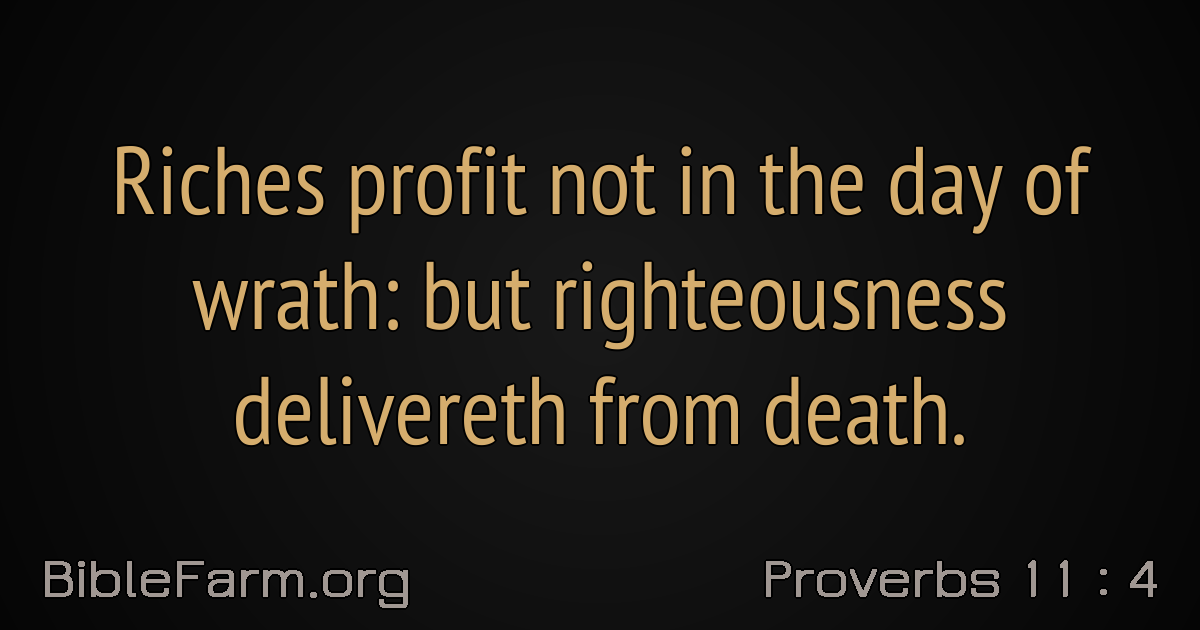 Riches profit not in the day of
wrath: but righteousness
delivereth from death.
BibleFarm.org
Proverbs 11 : 4